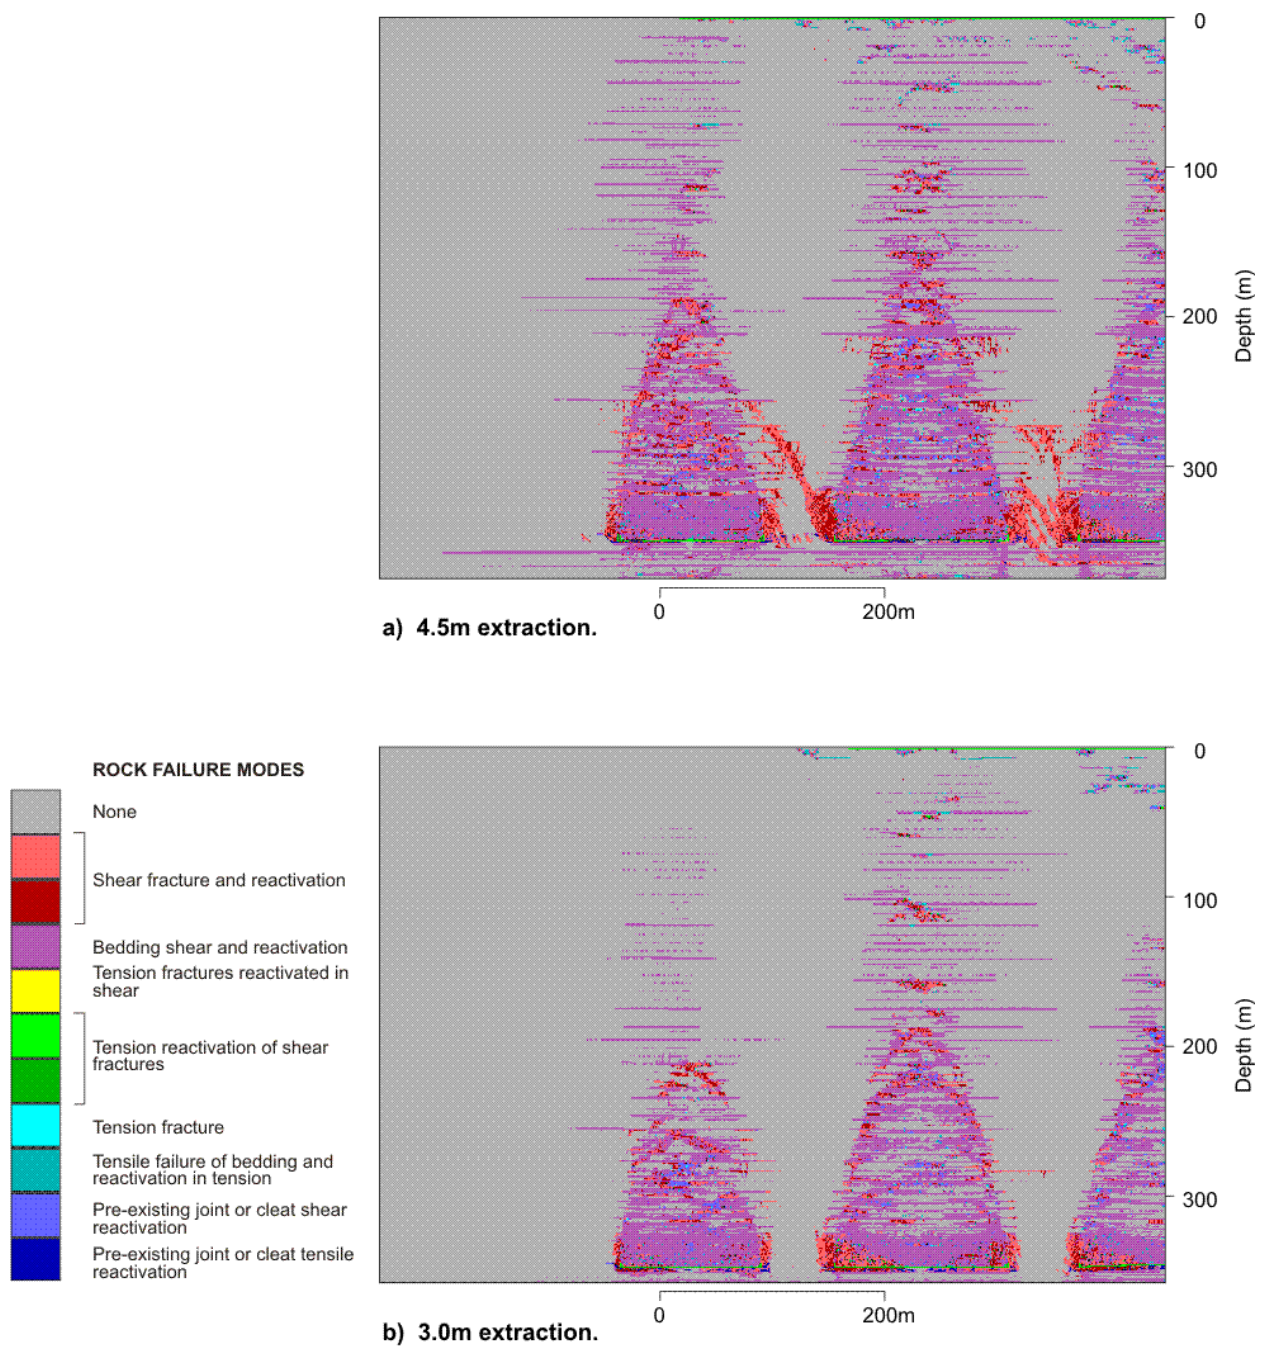 0
100
200
300
Depth (m)
0
200m
a) 4.5m extraction.
ROCK FAILURE MODES
None
Shear fracture and reactivation
Bedding shear and reactivation
Tension fractures reactivated in
shear
Tension reactivation of shear
fractures
Tension fracture
Tensile failure of bedding and
reactivation in tension
Pre-existing joint or cleat shear
reactivation
Pre-existing joint or cleat tensile
reactivation
0
100
200
300
Depth (m)
0
200m
b) 3.0m extraction.